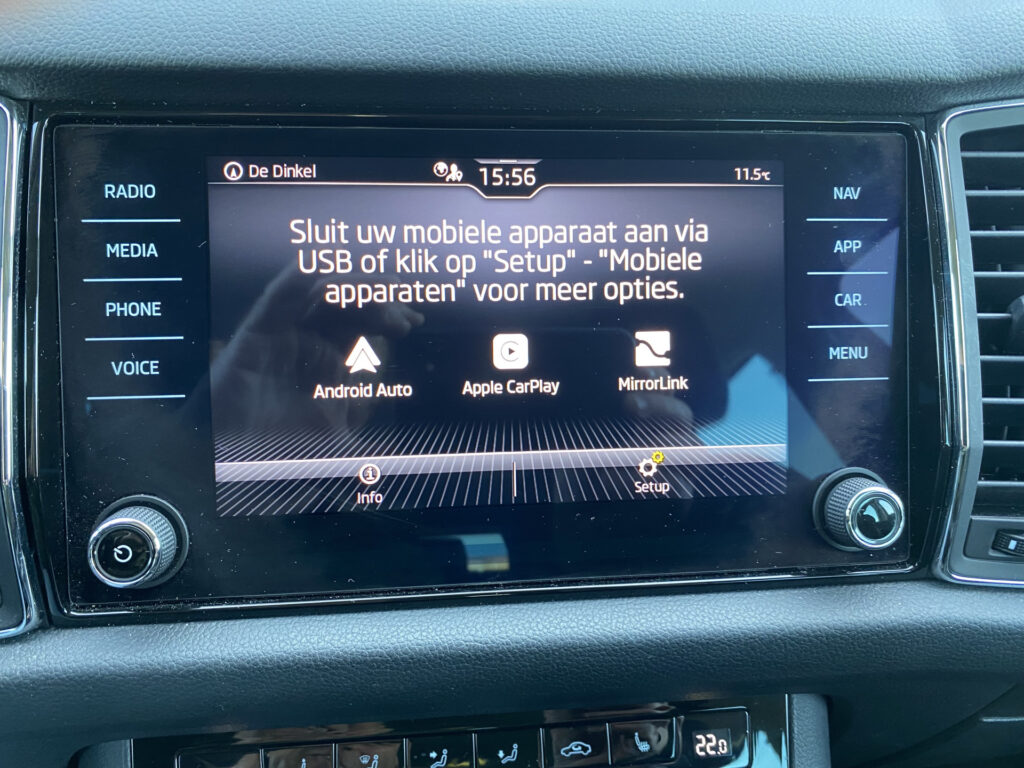 De Dinkel
15:56
11.5°C
RADIO
MEDIA
PHONE
VOICE
Sluit uw mobiele apparaat aan via
USB of klik op "Setup" - "Mobiele
apparaten" voor meer opties.
Android Auto
Apple CarPlay
MirrorLink
Info
Setup
NAV
APP
CAR
MENU
22.0